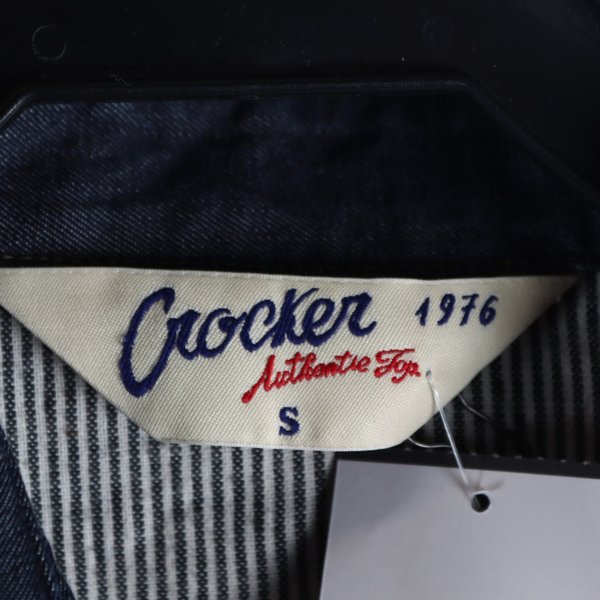 Crocker 1976
Authentic Top
S